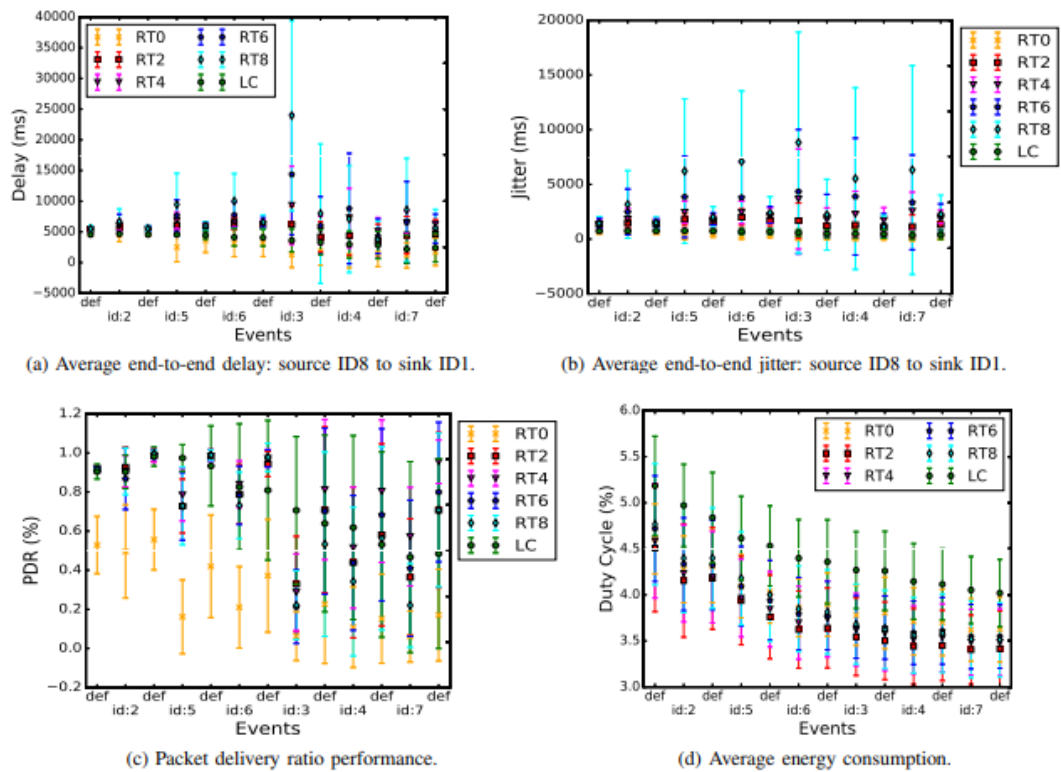 40000
35000
30000
25000
20000
15000
10000
5000
0
−5000
Delay (ms)
RT0
RT2
RT4
RT6
RT8
LC
def
def
def
def
def
def
def
id:2
id:5
id:6
id:3
id:4
id:7
Events
(a) Average end-to-end delay: source ID8 to sink ID1.
20000
15000
10000
5000
0
−5000
Jitter (ms)
RT0
RT2
RT4
RT6
RT8
LC
def
def
def
def
def
def
def
id:2
id:5
id:6
id:3
id:4
id:7
Events
(b) Average end-to-end jitter: source ID8 to sink ID1.
1.2
1.0
0.8
0.6
0.4
0.2
0.0
−0.2
PDR (%)
RT0
RT2
RT4
RT6
RT8
LC
def
def
def
def
def
def
def
id:2
id:5
id:6
id:3
id:4
id:7
Events
(c) Packet delivery ratio performance.
6.0
5.5
5.0
4.5
4.0
3.5
3.0
Duty Cycle (%)
RT0
RT2
RT4
RT6
RT8
LC
def
def
def
def
def
def
def
id:2
id:5
id:6
id:3
id:4
id:7
Events
(d) Average energy consumption.